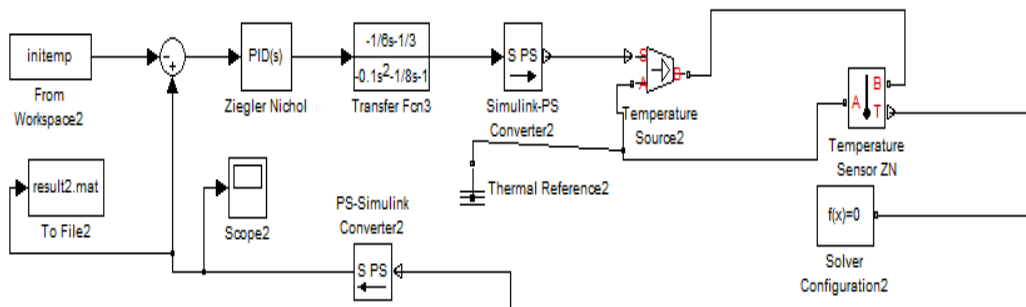 initemp
From
Workspace2
-
+
PID(s)
Ziegler Nichol
-1/6s-1/3
-0.1s²-1/8s-1
Transfer Fcn3
S PS
Simulink-PS
Converter2
S
A
B
Temperature
Source2
A
B
T
Temperature
Sensor ZN
result2.mat
To File2
Scope2
Thermal Reference2
PS-Simulink
Converter2
S PS
f(x)=0
Solver
Configuration2